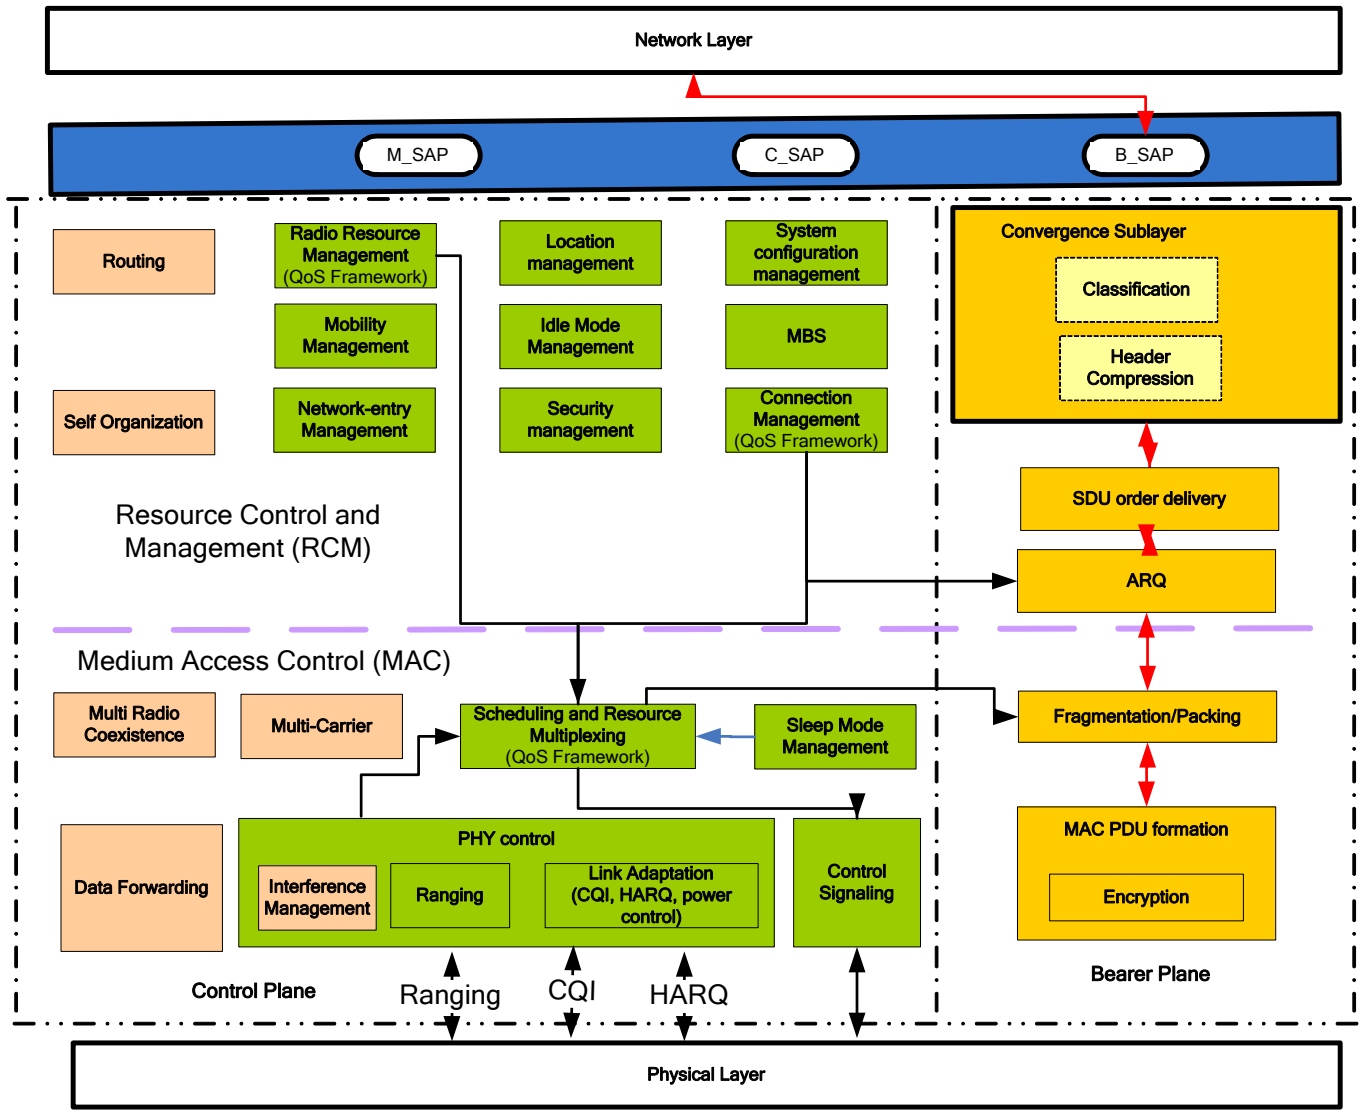 Network Layer
M_SAP
C_SAP
B_SAP
Routing
Radio Resource
Management
(QoS Framework)
Location
management
System
configuration
management
Convergence Sublayer
Classification
Header
Compression
Mobility
Management
Idle Mode
Management
MBS
Self Organization
Network-entry
Management
Security
management
Connection
Management
(QoS Framework)
SDU order delivery
Resource Control and
Management (RCM)
ARQ
Medium Access Control (MAC)
Multi Radio
Coexistence
Multi-Carrier
Scheduling and Resource
Multiplexing
(QoS Framework)
Sleep Mode
Management
Fragmentation/Packing
Data Forwarding
PHY control
Interference
Management
Ranging
Link Adaptation
(CQI, HARQ, power
control)
Control
Signaling
MAC PDU formation
Encryption
Control Plane
Ranging
CQI
HARQ
Bearer Plane
Physical Layer